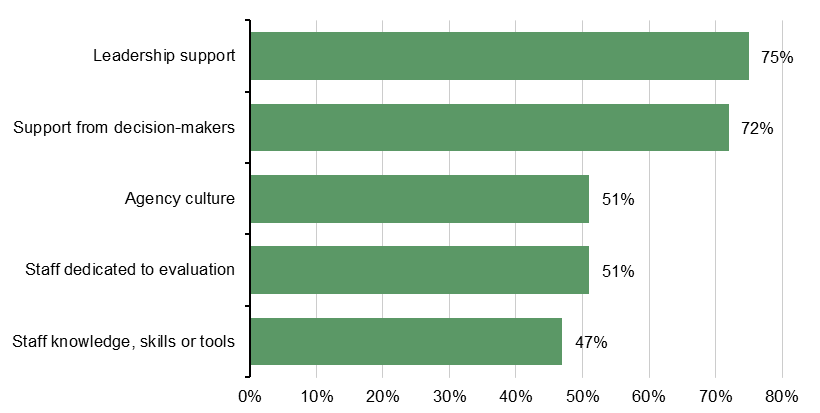 Leadership support
75%
Support from decision-makers
72%
Agency culture
51%
Staff dedicated to evaluation
51%
Staff knowledge, skills or tools
47%
0% 10% 20% 30% 40% 50% 60% 70% 80%